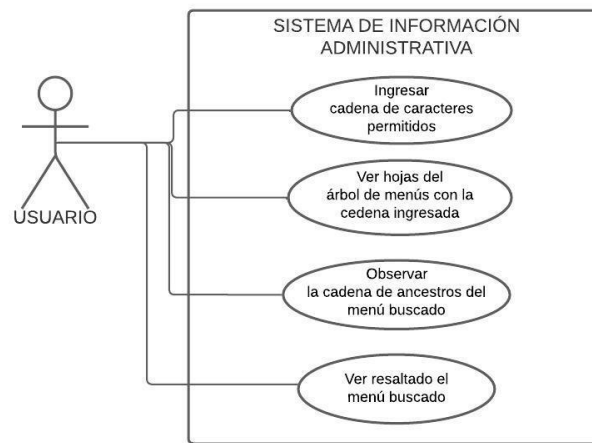 SISTEMA DE INFORMACIÓN
ADMINISTRATIVA
Ingresar
cadena de caracteres
permitidos
Ver hojas del
árbol de menús con la
cedena ingresada
USUARIO
Observar
la cadena de ancestros del
menú buscado
Ver resaltado el
menú buscado